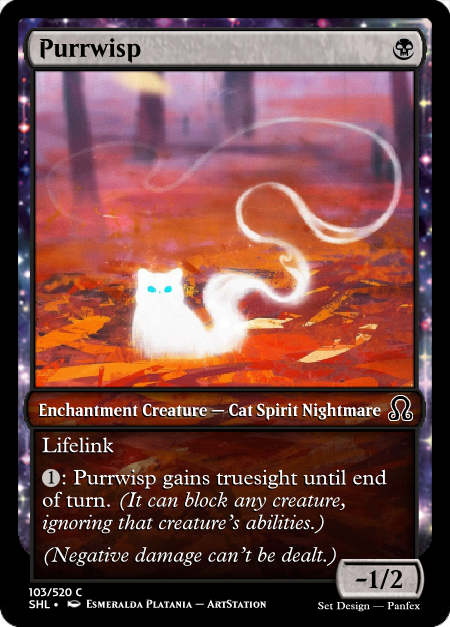 Purrwisp
Enchantment Creature — Cat Spirit Nightmare
Lifelink
1: Purrwisp gains truesight until end
of turn. (It can block any creature,
ignoring that creature's abilities.)
(Negative damage can't be dealt.)
-1/2
103/520 C
SHL • Esmeralda Platania — ArtStation
Set Design — Panfex